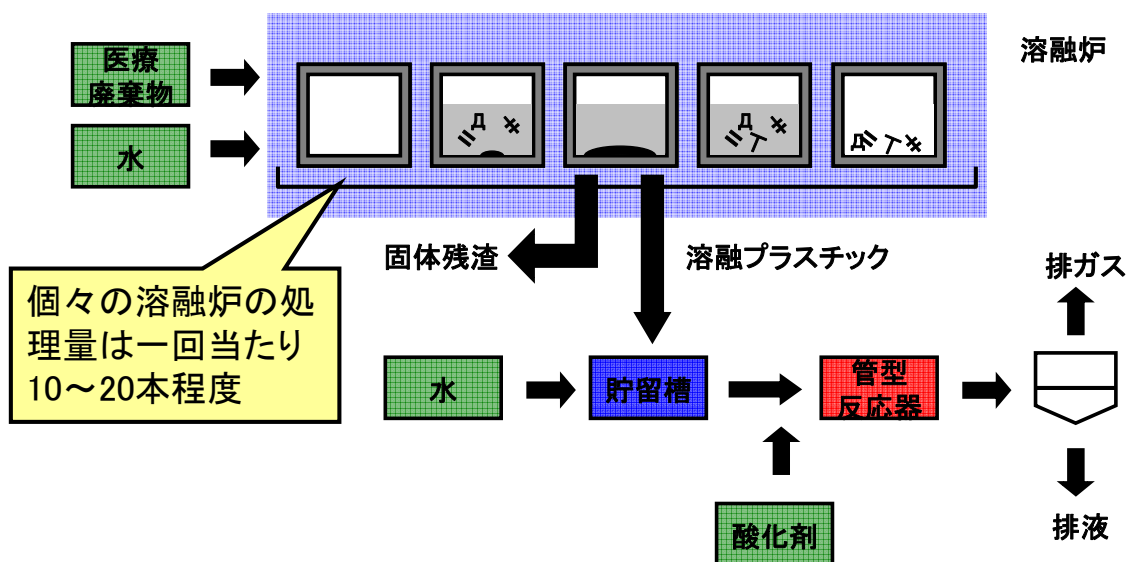 医療
廃棄物
水
溶融炉
固体残渣
溶融プラスチック
個々の溶融炉の処
理量は一回当たり
10～20本程度
水
貯留槽
管型
反応器
排ガス
排液
酸化剤